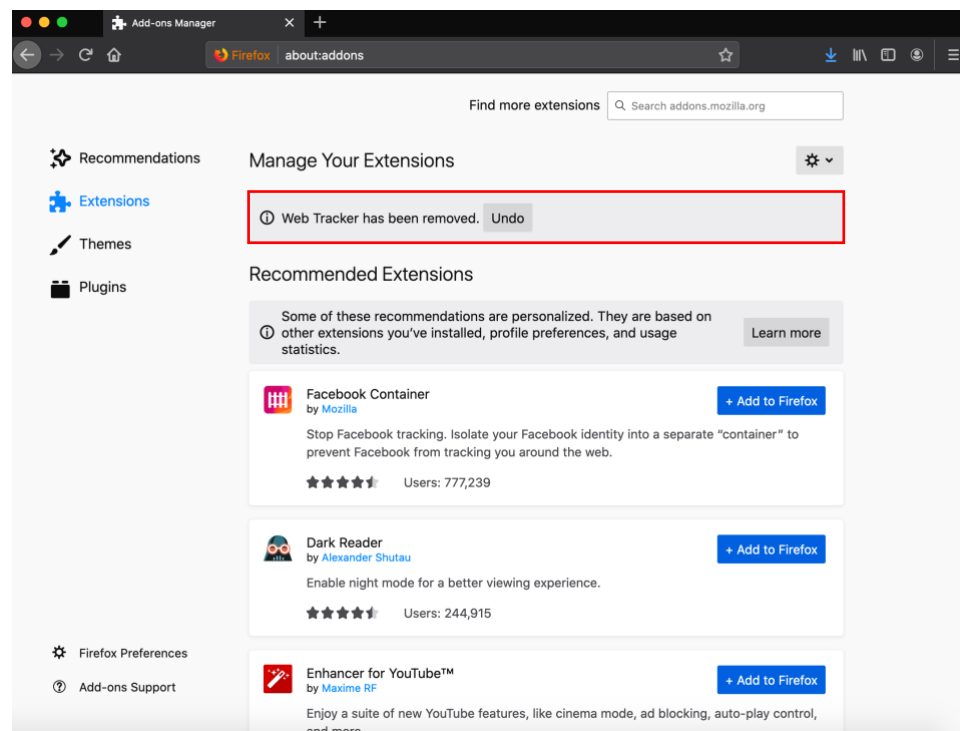 Add-ons Manager
Firefox about:addons
Find more extensions
Search addons.mozilla.org
Recommendations
Extensions
Themes
Plugins
Manage Your Extensions
Web Tracker has been removed. Undo
Recommended Extensions
Some of these recommendations are personalized. They are based on
other extensions you've installed, profile preferences, and usage
statistics.
Learn more
Facebook Container
by Mozilla
+ Add to Firefox
Stop Facebook tracking. Isolate your Facebook identity into a separate “container” to
prevent Facebook from tracking you around the web.
Users: 777,239
Dark Reader
by Alexander Shutau
+ Add to Firefox
Enable night mode for a better viewing experience.
Users: 244,915
Enhancer for YouTube™
by Maxime RF
+ Add to Firefox
Enjoy a suite of new YouTube features, like cinema mode, ad blocking, auto-play control,
and more.
Firefox Preferences
Add-ons Support